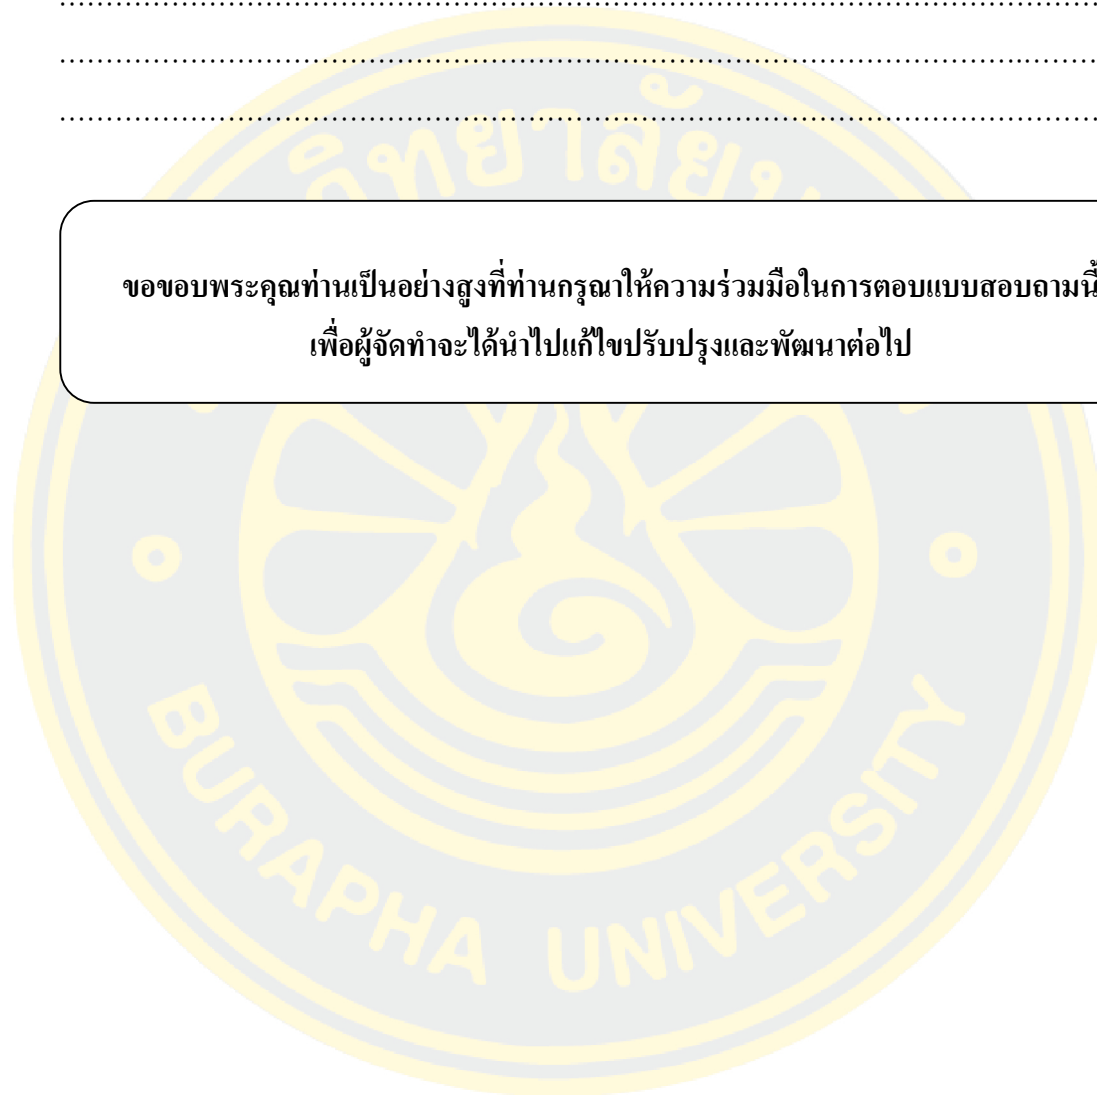 ……………………………………………………………………………………………
……………………………………………………………………………………………
……………………………………………………………………………………………
ขอขอบพระคุณท่านเป็นอย่างสูงที่ท่านกรุณาให้ความร่วมมือในการตอบแบบสอบถามนี้
เพื่อผู้จัดทำจะได้นำไปแก้ไขปรับปรุงและพัฒนาต่อไป
BURAPHA UNIVERSITY